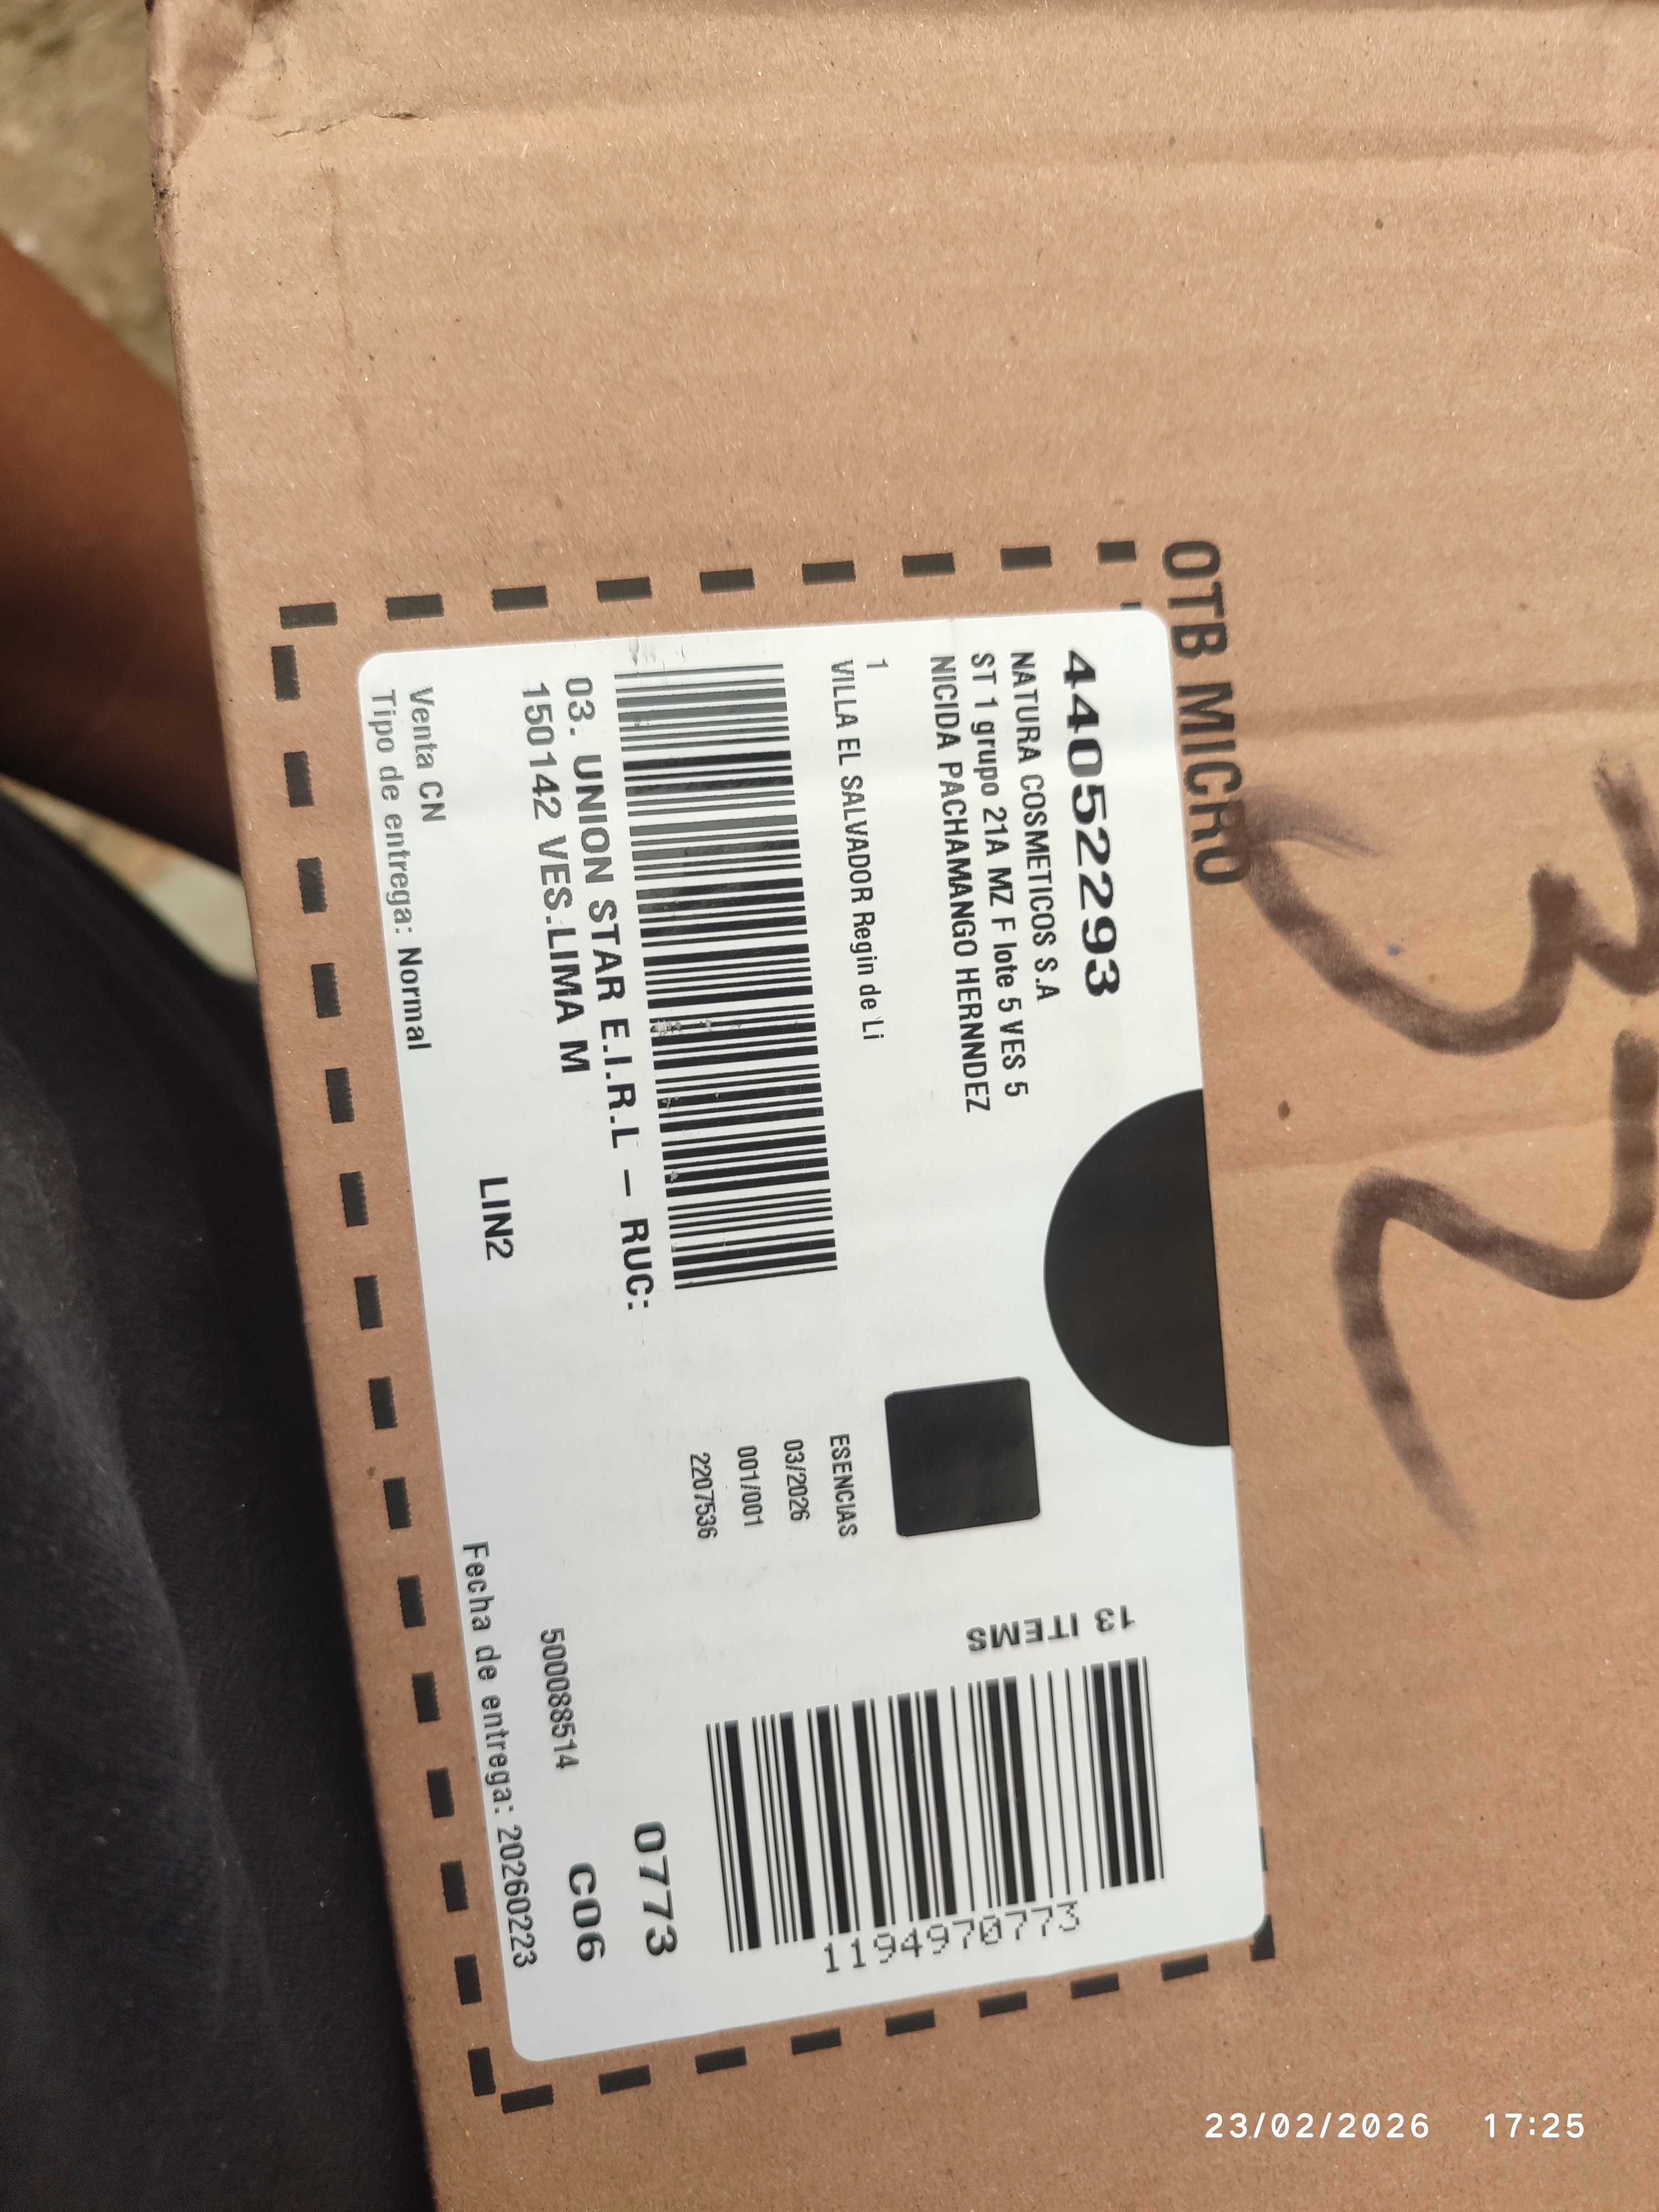 OTB MICRO
32
440522293
NATURA COSMETICOS S.A
ST 1 grupo 21A MZ F lote 5 VES 5
NICIDA PACHAMANGO HERNNDEZ
1
VILLA EL SALVADOR Regin de Li
03. UNION STAR E.I.R.L – RUC:
150142 VES.LIMA M
Venta CN
Tipo de entrega: Normal
LIN2
ESENCIAS
03/2026
001/001
2207536
13 ITEMS
1194970773
0773
C06
500088514
Fecha de entrega: 20260223
23/02/2026 17:25